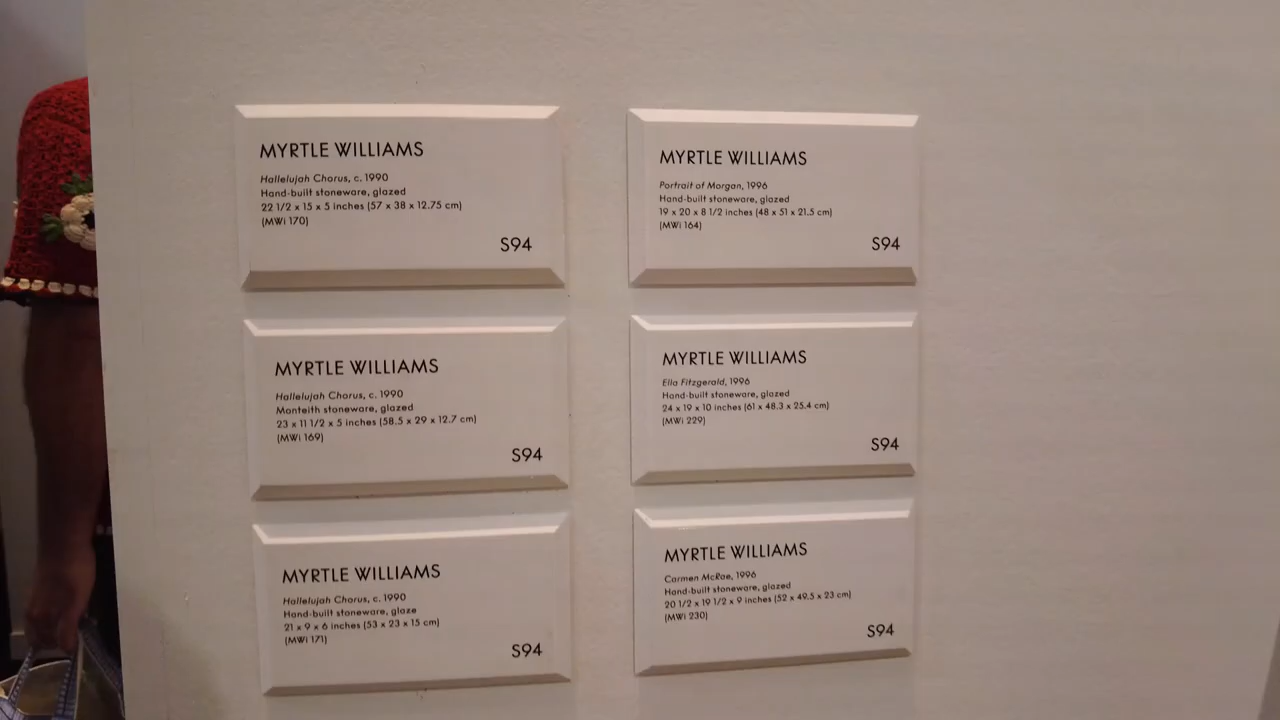 MYRTLE WILLIAMS
Hallelujah Chorus, c. 1990
Hand-built stoneware, glazed
22 1/2 x 15 x 5 inches (57 x 38 x 12.75 cm)
(MWi 170)
S94
MYRTLE WILLIAMS
Hallelujah Chorus, c. 1990
Monteith stoneware, glazed
23 x 11 1/2 x 5 inches (58.5 x 29 x 12.7 cm)
(MWi 169)
S94
MYRTLE WILLIAMS
Hallelujah Chorus, c. 1990
Hand-built stoneware, glaze
21 x 9 x 6 inches (53 x 23 x 15 cm)
(MWi 171)
S94
MYRTLE WILLIAMS
Portrait of Morgan, 1996
Hand-built stoneware, glazed
19 x 20 x 8 1/2 inches (48 x 51 x 21.5 cm)
(MWi 164)
S94
MYRTLE WILLIAMS
Ella Fitzgerald, 1996
Hand-built stoneware, glazed
24 x 19 x 10 inches (61 x 48.3 x 25.4 cm)
(MWi 229)
S94
MYRTLE WILLIAMS
Carmen McRae, 1996
Hand-built stoneware, glazed
20 1/2 x 19 1/2 x 9 inches (52 x 49.5 x 23 cm)
(MWi 230)
S94